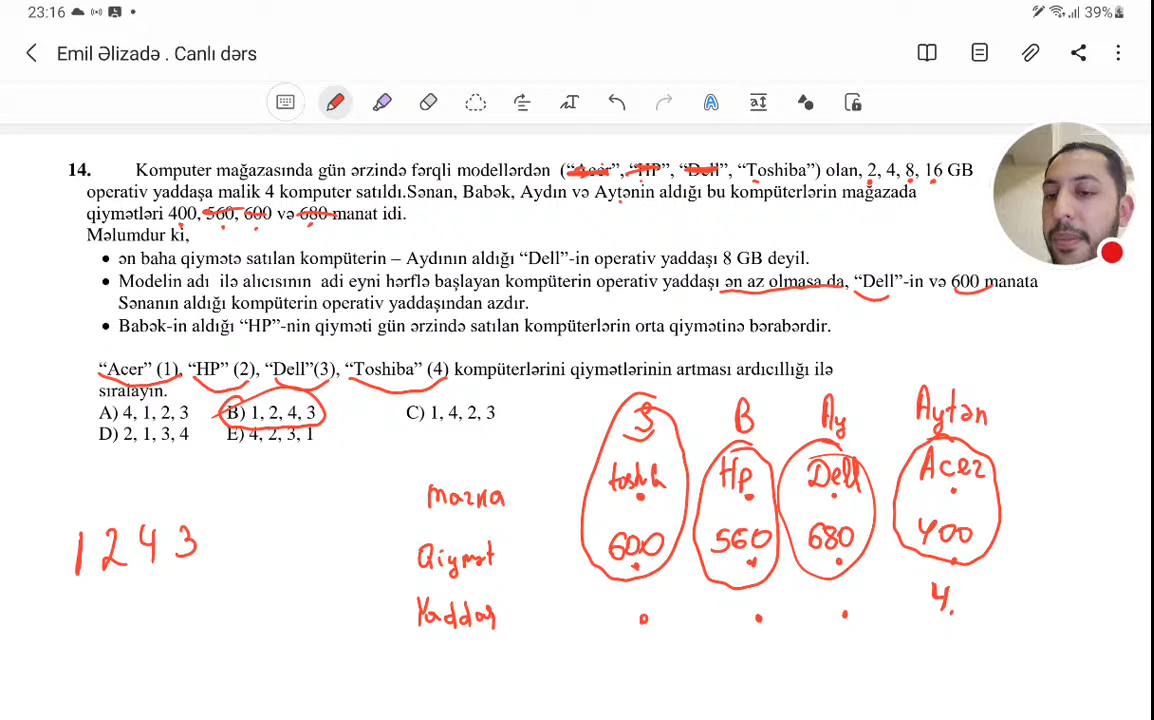 23:16
39%
Emil Əlizadə . Canlı dərs
14. Komputer mağazasında gün ərzində fərqli modellərdən (“Acer”, “HP”, “Dell”, “Toshiba”) olan, 2, 4, 8, 16 GB
operativ yaddaşa malik 4 komputer satıldı.Sənan, Babək, Aydın və Aytənin aldığı bu kompüterlərin mağazada
qiymətləri 400, 560, 600 və 680 manat idi.
Məlumdur ki,
• ən baha qiymətə satılan kompüterin – Aydının aldığı “Dell”-in operativ yaddaşı 8 GB deyil.
• Modelin adı ilə alıcısının adi eyni hərflə başlayan kompüterin operativ yaddaşı ən az olmasa da, “Dell”-in və 600 manata
Sənanın aldığı kompüterin operativ yaddaşından azdır.
• Babək-in aldığı “HP”-nin qiyməti gün ərzində satılan kompüterlərin orta qiymətinə bərabərdir.
“Acer” (1), “HP” (2), “Dell”(3), “Toshiba” (4) kompüterlərini qiymətlərinin artması ardıcıllığı ilə
sıralayın.
A) 4, 1, 2, 3 B) 1, 2, 4, 3 C) 1, 4, 2, 3
D) 2, 1, 3, 4 E) 4, 2, 3, 1
S B Ay Aytən
Marka Hp Dell Acer
1 2 4 3
Qiymət 600 560 680 400
Yaddaş 4